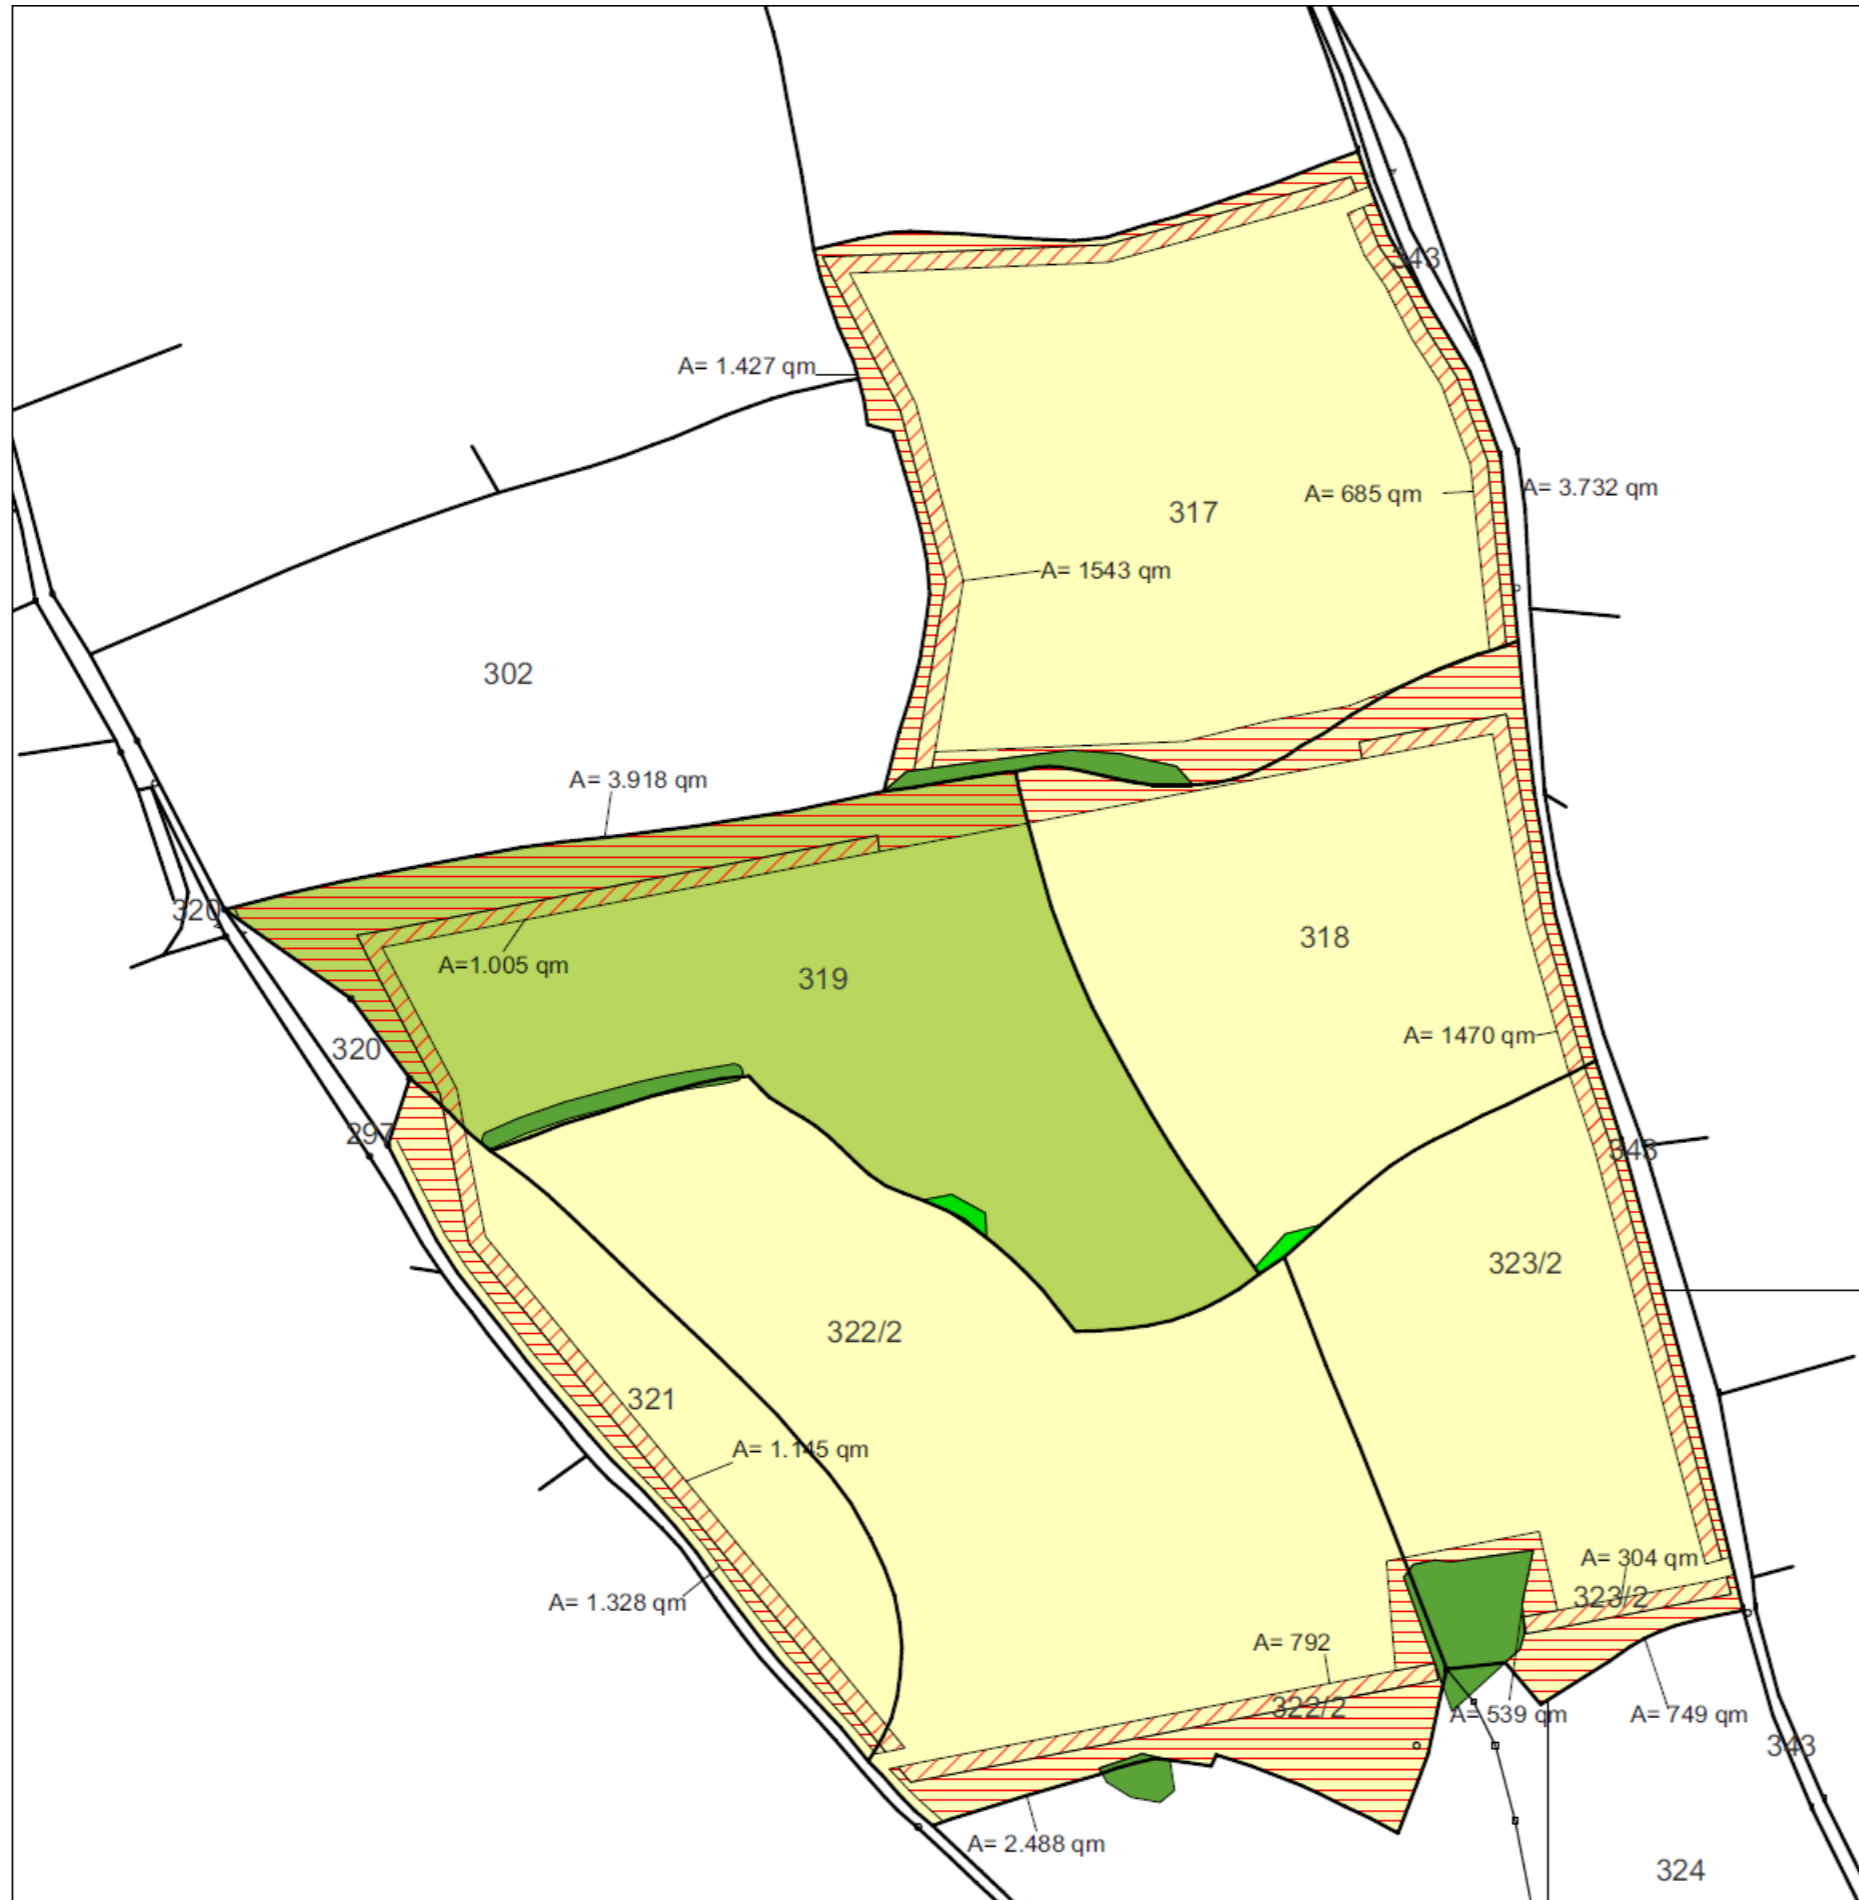 343
A= 1.427 qm
A= 3.732 qm
A= 685 qm
317
A= 1543 qm
302
A= 3.918 qm
320
318
A=1.005 qm
319
A= 1470 qm
320
297
343
323/2
322/2
321
A= 1.145 qm
A= 304 qm
323/2
A= 1.328 qm
A= 792
322/2
A= 539 qm
A= 749 qm
343
A= 2.488 qm
324